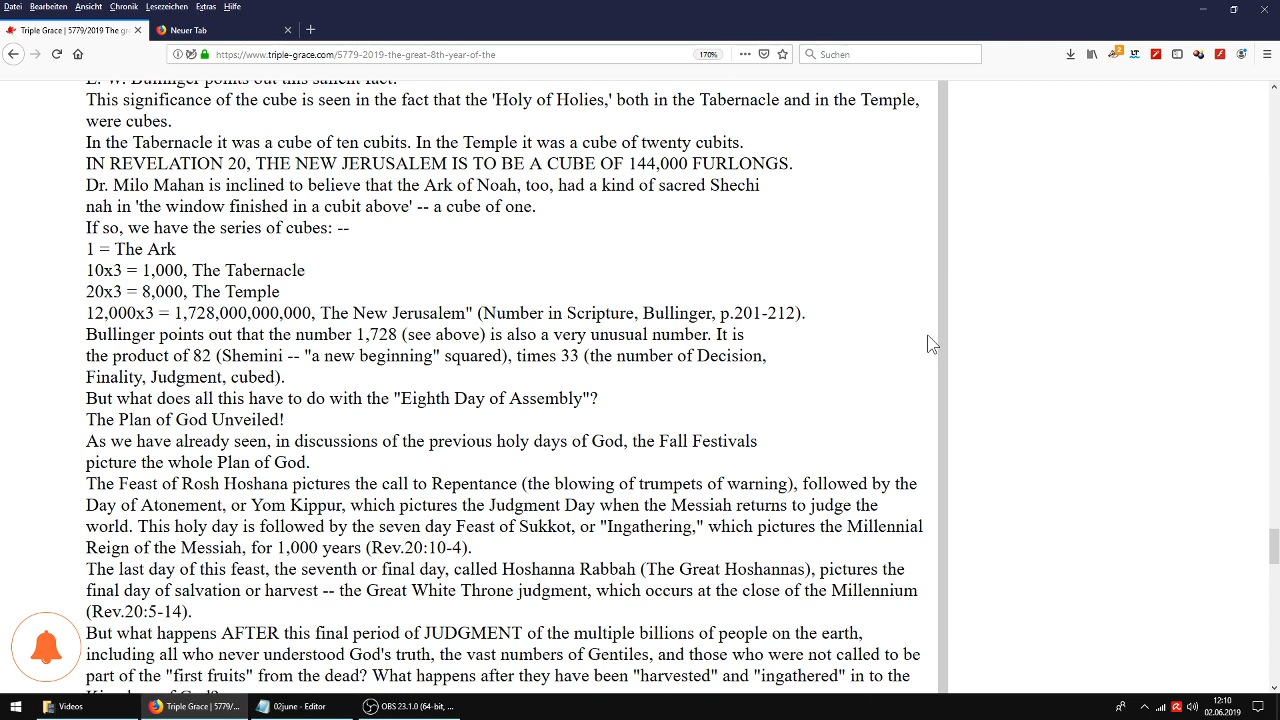 Datei Bearbeiten Ansicht Chronik Lesezeichen Extras Hilfe
Triple Grace | 5779/2019 The gr
Neuer Tab
https://www.triple-grace.com/5779-2019-the-great-8th-year-of-the
170%
Suchen
E. W. Bullinger points out this salient fact:
This significance of the cube is seen in the fact that the 'Holy of Holies,' both in the Tabernacle and in the Temple,
were cubes.
In the Tabernacle it was a cube of ten cubits. In the Temple it was a cube of twenty cubits.
IN REVELATION 20, THE NEW JERUSALEM IS TO BE A CUBE OF 144,000 FURLONGS.
Dr. Milo Mahan is inclined to believe that the Ark of Noah, too, had a kind of sacred Shechi
nah in 'the window finished in a cubit above' -- a cube of one.
If so, we have the series of cubes: --
1 = The Ark
10x3 = 1,000, The Tabernacle
20x3 = 8,000, The Temple
12,000x3 = 1,728,000,000,000, The New Jerusalem" (Number in Scripture, Bullinger, p.201-212).
Bullinger points out that the number 1,728 (see above) is also a very unusual number. It is
the product of 82 (Shemini -- "a new beginning" squared), times 33 (the number of Decision,
Finality, Judgment, cubed).
But what does all this have to do with the "Eighth Day of Assembly"?
The Plan of God Unveiled!
As we have already seen, in discussions of the previous holy days of God, the Fall Festivals
picture the whole Plan of God.
The Feast of Rosh Hoshana pictures the call to Repentance (the blowing of trumpets of warning), followed by the
Day of Atonement, or Yom Kippur, which pictures the Judgment Day when the Messiah returns to judge the
world. This holy day is followed by the seven day Feast of Sukkot, or "Ingathering," which pictures the Millennial
Reign of the Messiah, for 1,000 years (Rev.20:10-4).
The last day of this feast, the seventh or final day, called Hoshanna Rabbah (The Great Hoshannas), pictures the
final day of salvation or harvest -- the Great White Throne judgment, which occurs at the close of the Millennium
(Rev.20:5-14).
But what happens AFTER this final period of JUDGMENT of the multiple billions of people on the earth,
including all who never understood God's truth, the vast numbers of Gentiles, and those who were not called to be
part of the "first fruits" from the dead? What happens after they have been "harvested" and "ingathered" in to the
Kingdom of God?
Videos
Triple Grace | 5779/...
02june - Editor
OBS 23.1.0 (64-bit, ...
12:10
02.06.2019